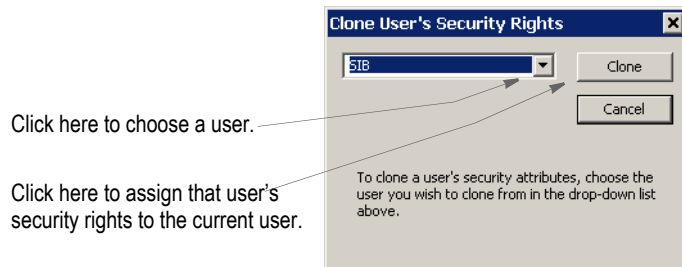 Clone User's Security Rights
SIB
Clone
Cancel
Click here to choose a user.
Click here to assign that user’s
security rights to the current user.
To clone a user's security attributes, choose the
user you wish to clone from in the drop-down list
above.